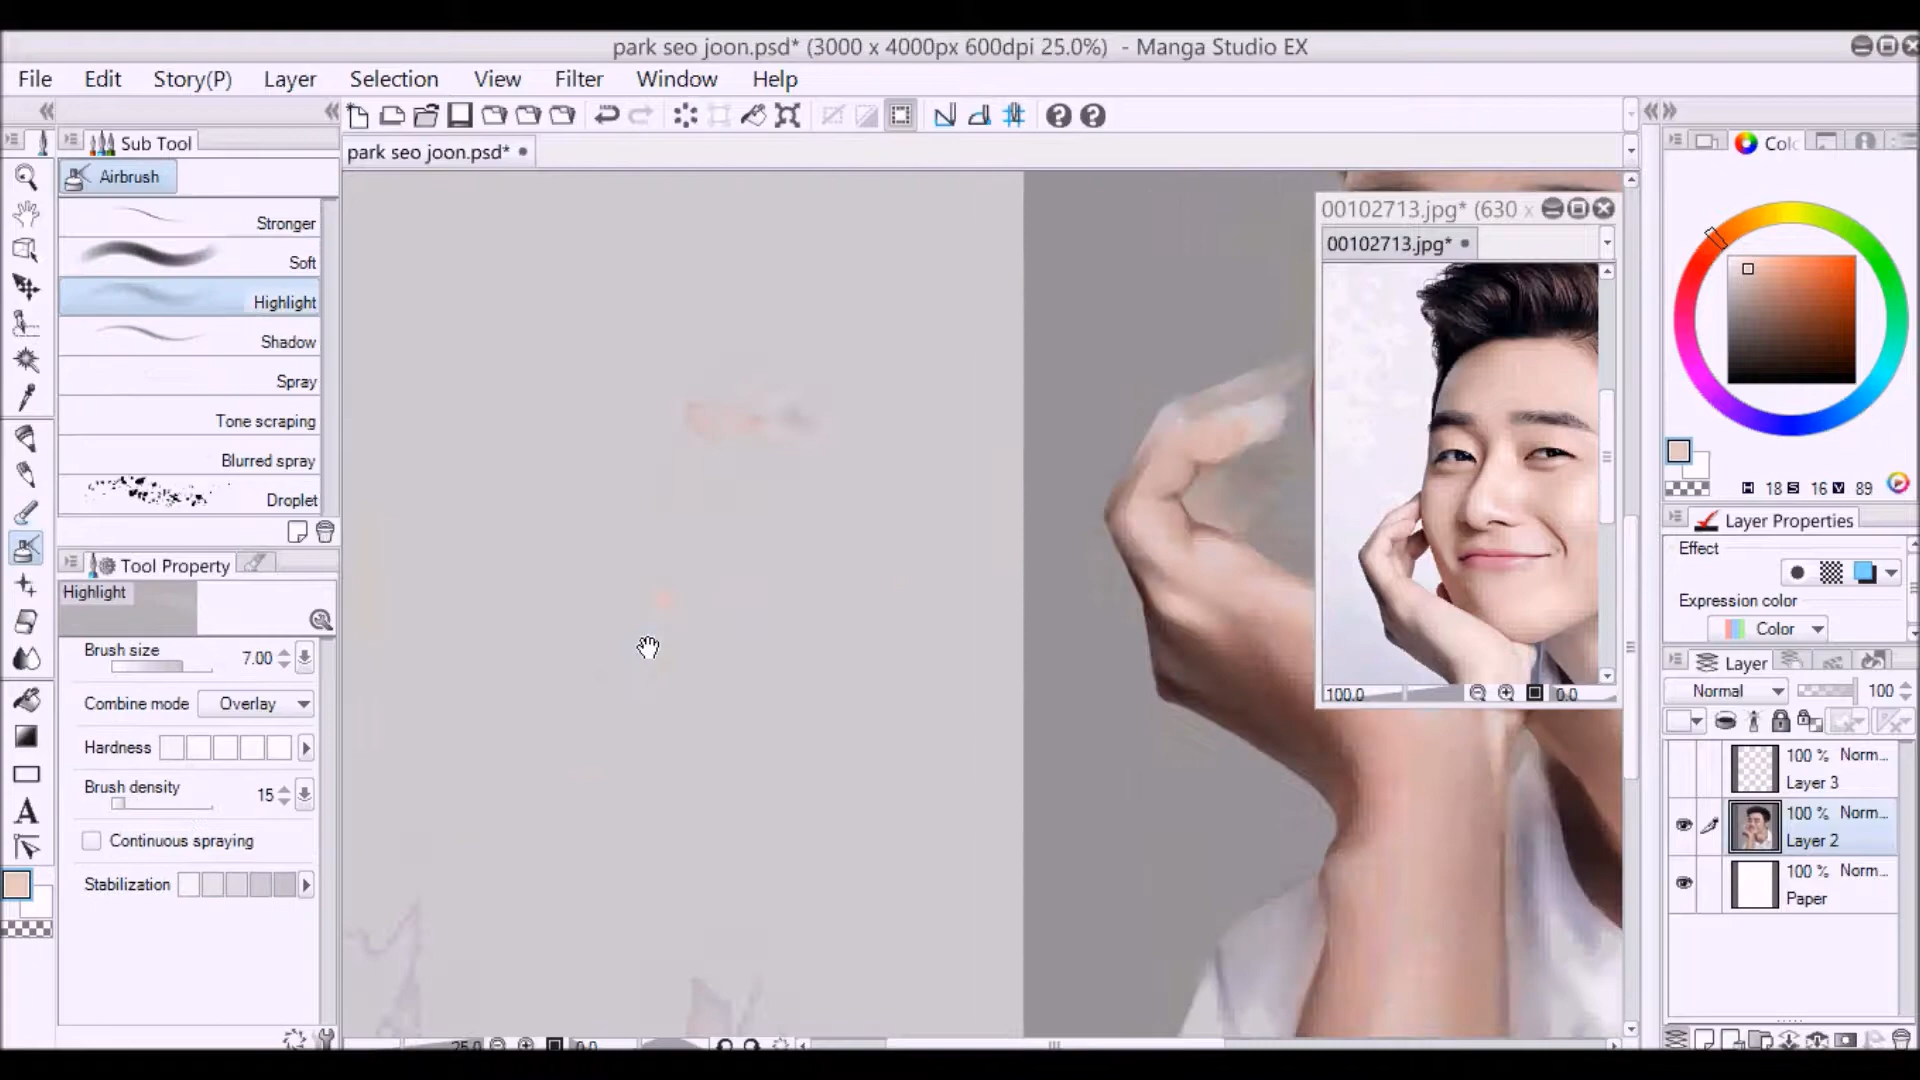 park seo joon.psd* (3000 x 4000px 600dpi 25.0%) - Manga Studio EX
File Edit Story(P) Layer Selection View Filter Window Help
Sub Tool
park seo joon.psd*
Airbrush
Stronger
Soft
Highlight
Shadow
Spray
Tone scraping
Blurred spray
Droplet
Tool Property
Highlight
Brush size 7.00
Combine mode Overlay
Hardness
Brush density 15
Continuous spraying
Stabilization
25.0 0.0
00102713.jpg* (630 x
00102713.jpg*
100.0 0.0
Colo
H 18 S 16 V 89
Layer Properties
Effect
Expression color
Color
Layer
Normal 100
100 % Norm...
Layer 3
100 % Norm...
Layer 2
100 % Norm...
Paper